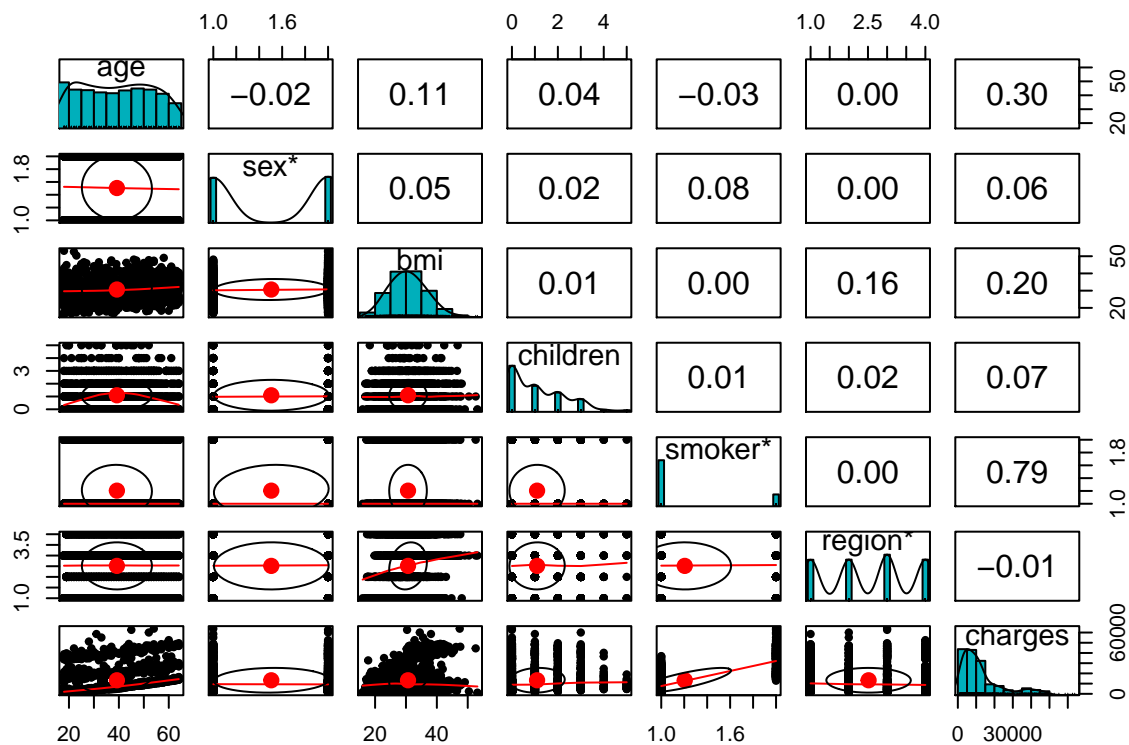 1.0 1.6 0 2 4 1.0 2.5 4.0
age −0.02 0.11 0.04 −0.03 0.00 0.30 20 50
1.0 1.8 sex* 0.05 0.02 0.08 0.00 0.06
bmi 0.01 0.00 0.16 0.20 20 50
0 3 children 0.01 0.02 0.07
smoker* 0.00 0.79 1.0 1.8
1.0 3.5 region* −0.01
charges 0 60000
20 40 60 20 40 1.0 1.6 0 30000